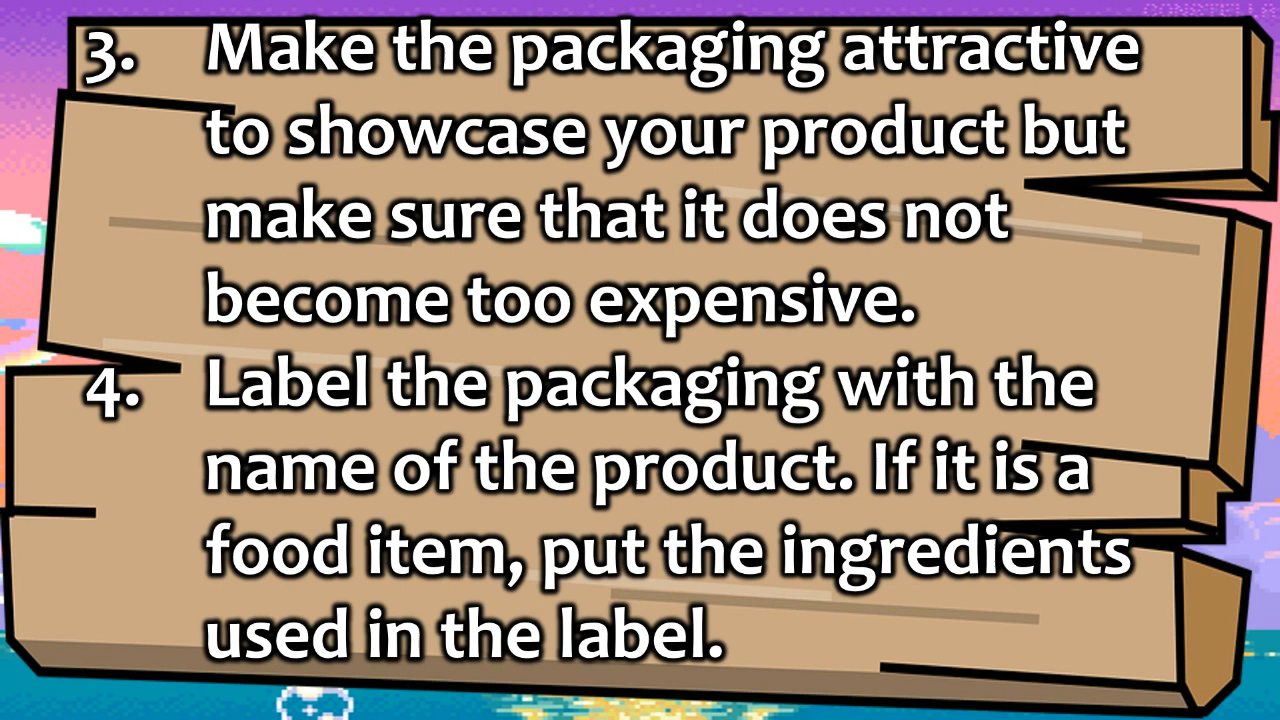 3. Make the packaging attractive
to showcase your product but
make sure that it does not
become too expensive.
4. Label the packaging with the
name of the product. If it is a
food item, put the ingredients
used in the label.